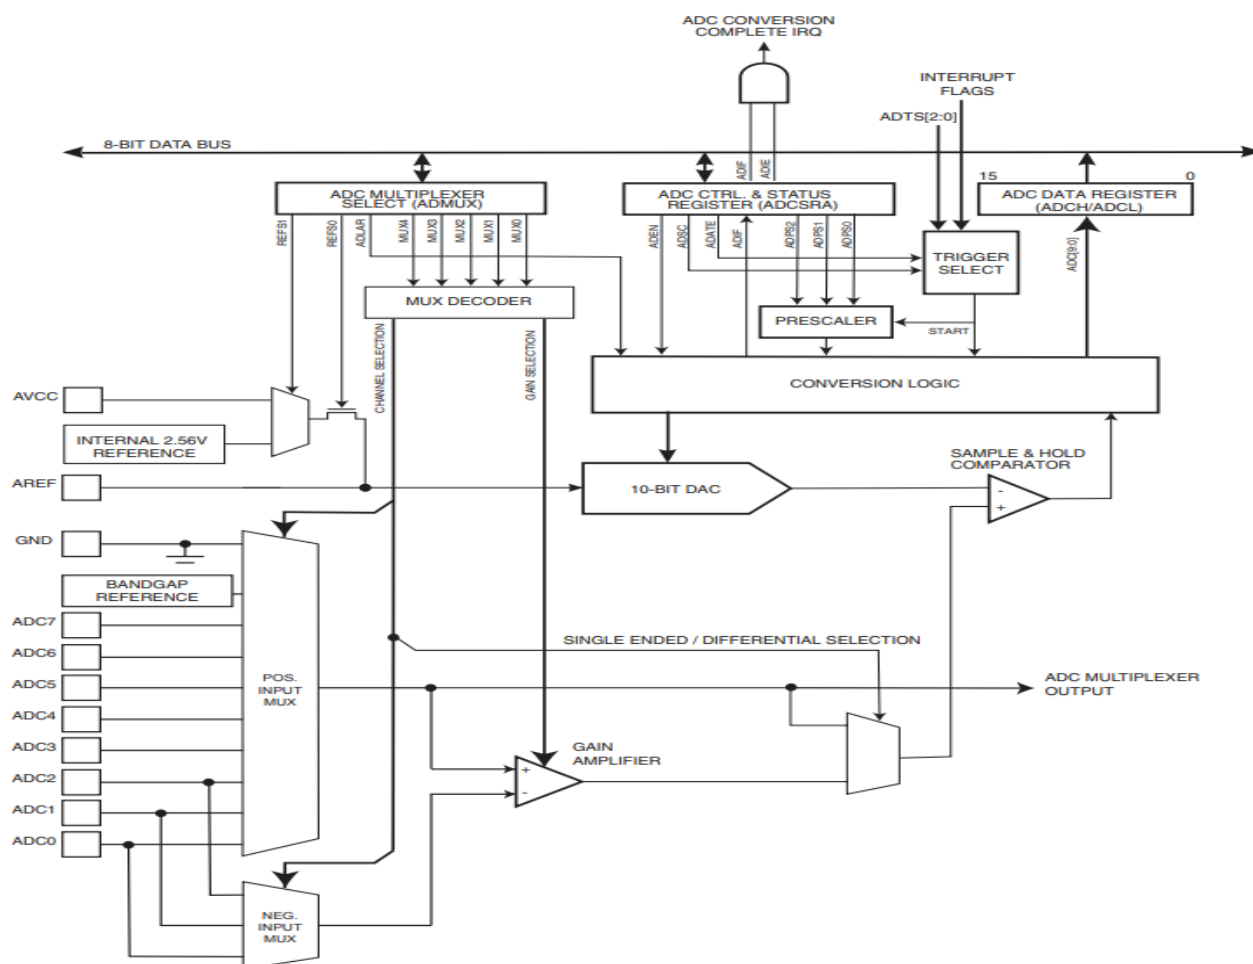 ADC CONVERSION
COMPLETE IRQ
INTERRUPT
FLAGS
ADTS[2:0]
8-BIT DATA BUS
ADIF
ADIE
15
0
ADC MULTIPLEXER
SELECT (ADMUX)
ADC CTRL. & STATUS
REGISTER (ADCSRA)
ADC DATA REGISTER
(ADCH/ADCL)
REFS1
REFS0
ADLAR
MUX4
MUX3
MUX2
MUX1
MUX0
ADEN
ADSC
ADATE
ADIF
ADPS2
ADPS1
ADPS0
ADC[9:0]
TRIGGER
SELECT
MUX DECODER
PRESCALER
START
CHANNEL SELECTION
GAIN SELECTION
CONVERSION LOGIC
AVCC
INTERNAL 2.56V
REFERENCE
SAMPLE & HOLD
COMPARATOR
AREF
10-BIT DAC
-
+
GND
BANDGAP
REFERENCE
ADC7
SINGLE ENDED / DIFFERENTIAL SELECTION
ADC6
ADC5
POS.
INPUT
MUX
ADC MULTIPLEXER
OUTPUT
ADC4
ADC3
GAIN
AMPLIFIER
+
-
ADC2
ADC1
ADC0
NEG.
INPUT
MUX